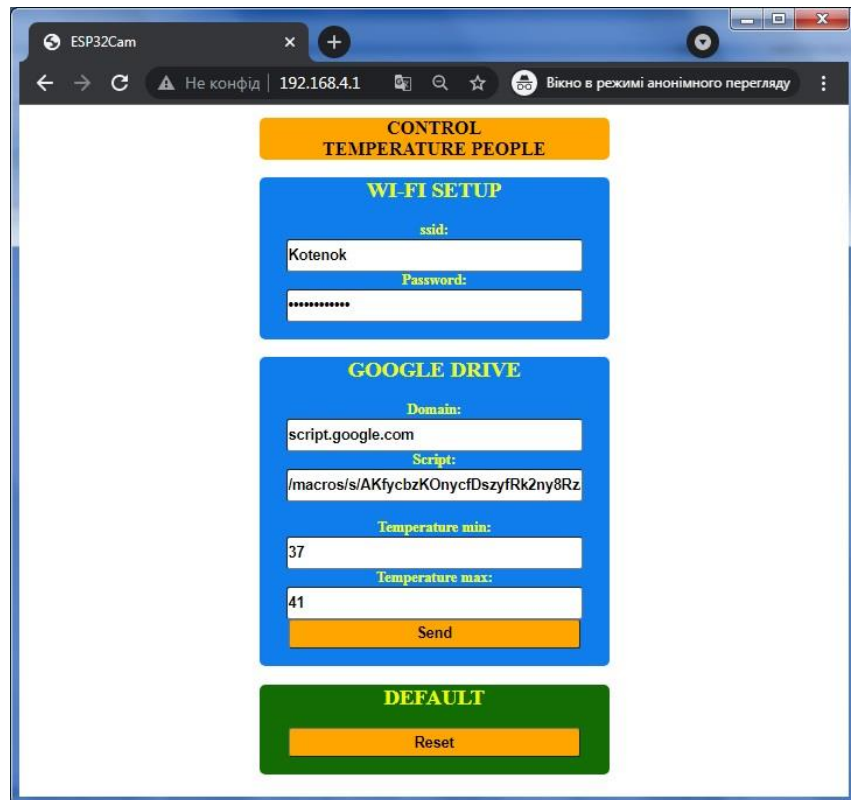 ESP32Cam
Не конфід | 192.168.4.1 Вікно в режимі анонімного перегляду
CONTROL
TEMPERATURE PEOPLE
WI-FI SETUP
ssid:
Kotenok
Password:
••••••••••••
GOOGLE DRIVE
Domain:
script.google.com
Script:
/macros/s/AKfycbzKOnycfDszyfRk2ny8Rz
Temperature min:
37
Temperature max:
41
Send
DEFAULT
Reset